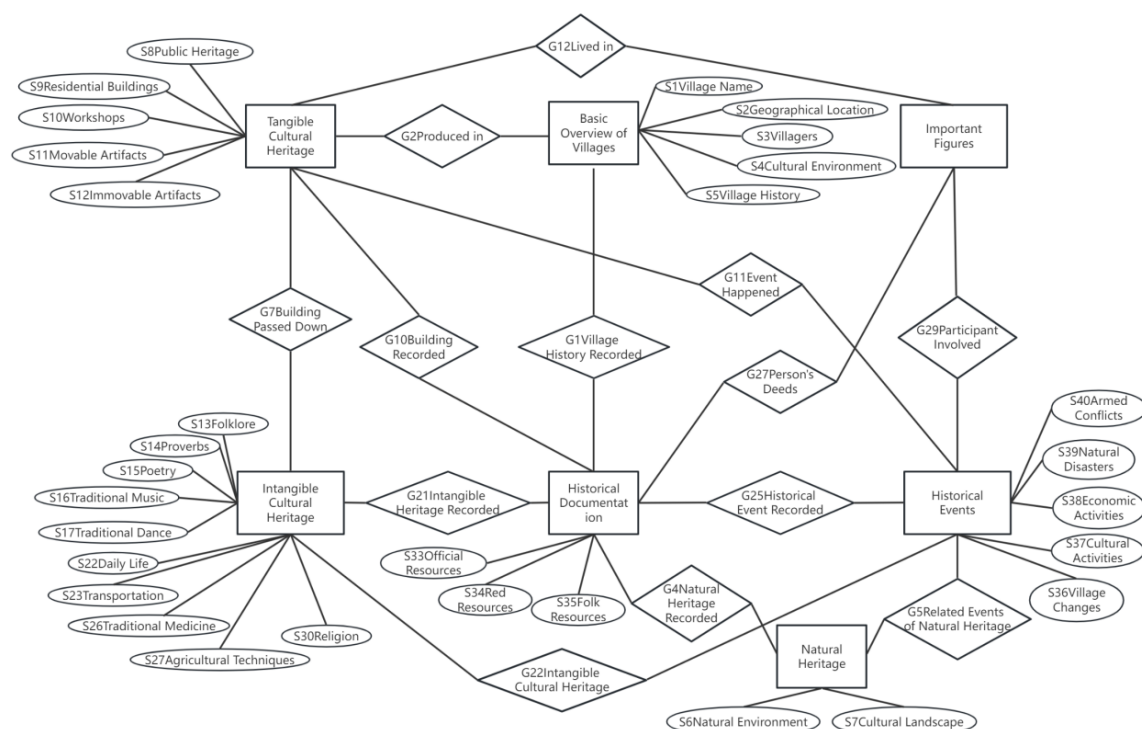 G12Lived in
S8Public Heritage
S9Residential Buildings
S10Workshops
S11Movable Artifacts
S12Immovable Artifacts
Tangible
Cultural
Heritage
G2Produced in
Basic
Overview of
Villages
S1Village Name
S2Geographical Location
S3Villagers
S4Cultural Environment
S5Village History
Important
Figures
G11Event
Happened
G7Building
Passed Down
G10Building
Recorded
G1Village
History Recorded
G27Person's
Deeds
G29Participant
Involved
S13Folklore
S14Proverbs
S15Poetry
S16Traditional Music
S17Traditional Dance
S22Daily Life
S23Transportation
S26Traditional Medicine
S27Agricultural Techniques
S30Religion
Intangible
Cultural
Heritage
G21Intangible
Heritage Recorded
Historical
Documentat
ion
G25Historical
Event Recorded
Historical
Events
S40Armed
Conflicts
S39Natural
Disasters
S38Economic
Activities
S37Cultural
Activities
S36Village
Changes
S33Official
Resources
S34Red
Resources
S35Folk
Resources
G4Natural
Heritage
Recorded
G5Related Events
of Natural Heritage
G22Intangible
Cultural Heritage
Natural
Heritage
S6Natural Environment
S7Cultural Landscape